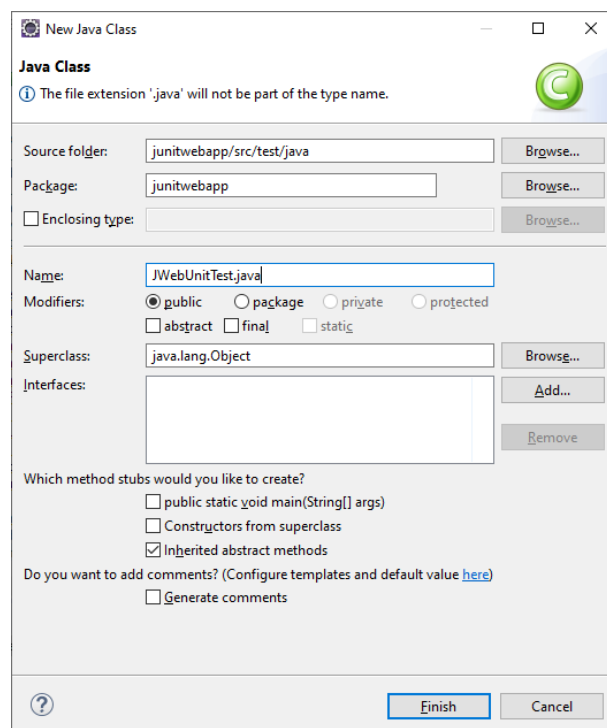 New Java Class
Java Class
The file extension '.java' will not be part of the type name.
Source folder: junitwebapp/src/test/java Browse...
Package: junitwebapp Browse...
Enclosing type: Browse...
Name: JWebUnitTest.java
Modifiers: public package private protected
abstract final static
Superclass: java.lang.Object Browse...
Interfaces: Add...
Remove
Which method stubs would you like to create?
public static void main(String[] args)
Constructors from superclass
Inherited abstract methods
Do you want to add comments? (Configure templates and default value here)
Generate comments
? Finish Cancel